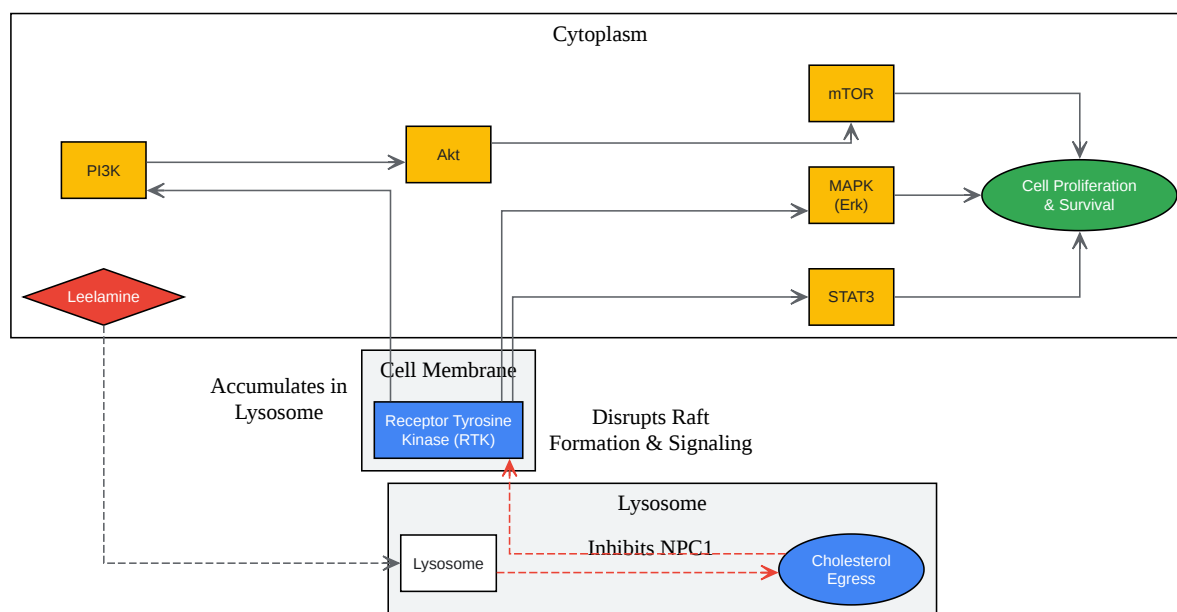 Cytoplasm
mTOR
PI3K
Akt
MAPK
(Erk)
Cell Proliferation
& Survival
Leelamine
STAT3
Cell Membrane
Accumulates in
Lysosome
Receptor Tyrosine
Kinase (RTK)
Disrupts Raft
Formation & Signaling
Lysosome
Inhibits NPC1
Lysosome
Cholesterol
Egress